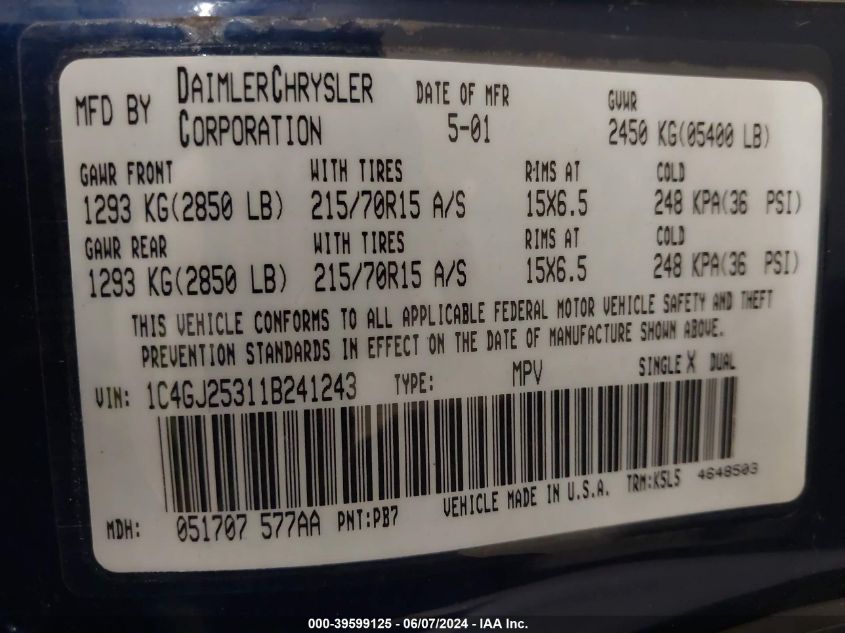 MFD BY DAIMLERCHRYSLER CORPORATION DATE OF MFR 5-01 GVWR 2450 KG(05400 LB)
GAWR FRONT WITH TIRES RIMS AT COLD
1293 KG(2850 LB) 215/70R15 A/S 15X6.5 248 KPA(36 PSI)
GAWR REAR WITH TIRES RIMS AT COLD
1293 KG(2850 LB) 215/70R15 A/S 15X6.5 248 KPA(36 PSI)
THIS VEHICLE CONFORMS TO ALL APPLICABLE FEDERAL MOTOR VEHICLE SAFETY AND THEFT
PREVENTION STANDARDS IN EFFECT ON THE DATE OF MANUFACTURE SHOWN ABOVE.
VIN: 1C4GJ25311B241243 TYPE: MPV SINGLE X DUAL
MDH: 051707 577AA PNT:PB7 VEHICLE MADE IN U.S.A. TRM:K5L5 4648503
000-39599125 - 06/07/2024 - IAA Inc.